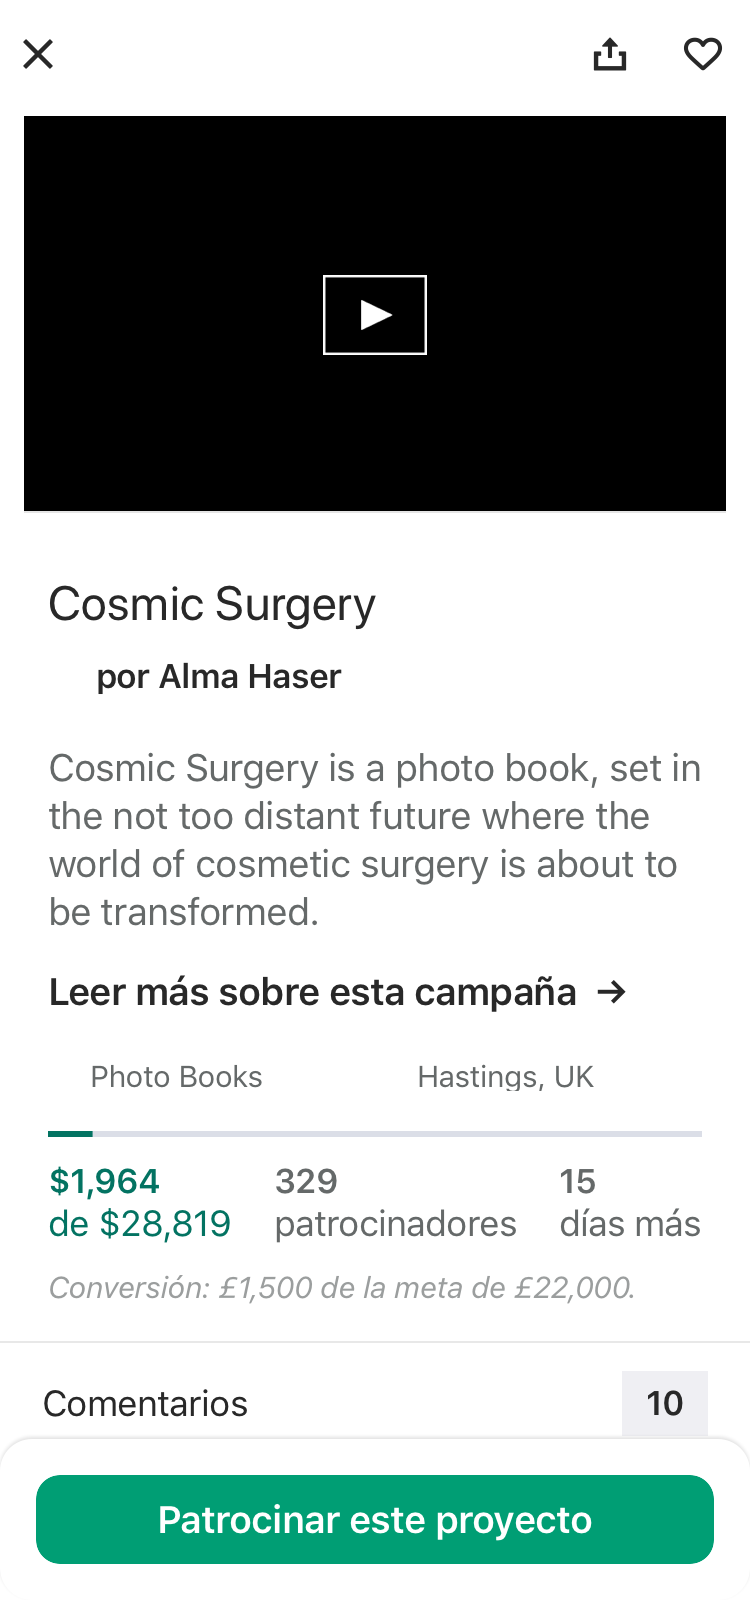 Cosmic Surgery
por Alma Haser
Cosmic Surgery is a photo book, set in
the not too distant future where the
world of cosmetic surgery is about to
be transformed.
Leer más sobre esta campaña →
Photo Books
Hastings, UK
$1,964
de $28,819
329
patrocinadores
15
días más
Conversión: £1,500 de la meta de £22,000.
Comentarios
10
Patrocinar este proyecto